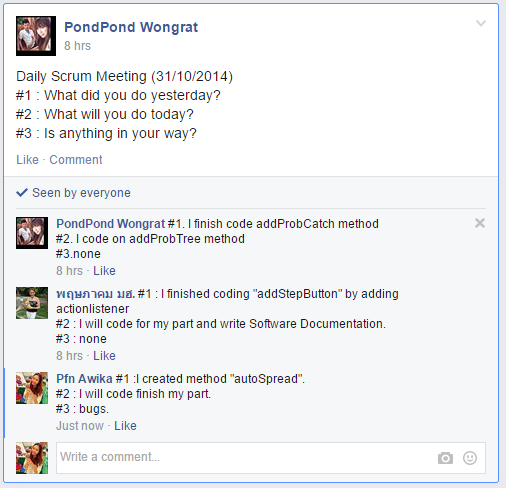 PondPond Wongrat
8 hrs
Daily Scrum Meeting (31/10/2014)
#1 : What did you do yesterday?
#2 : What will you do today?
#3 : Is anything in your way?
Like · Comment
Seen by everyone
PondPond Wongrat #1. I finish code addProbCatch method
#2. I code on addProbTree method
#3.none
8 hrs · Like
พฤษภาคม มฮ. #1 : I finished coding "addStepButton" by adding
actionlistener
#2 : I will code for my part and write Software Documentation.
#3 : none
8 hrs · Like
Pfn Awika #1 :I created method "autoSpread".
#2 : I will code finish my part.
#3 : bugs.
Just now · Like
Write a comment...